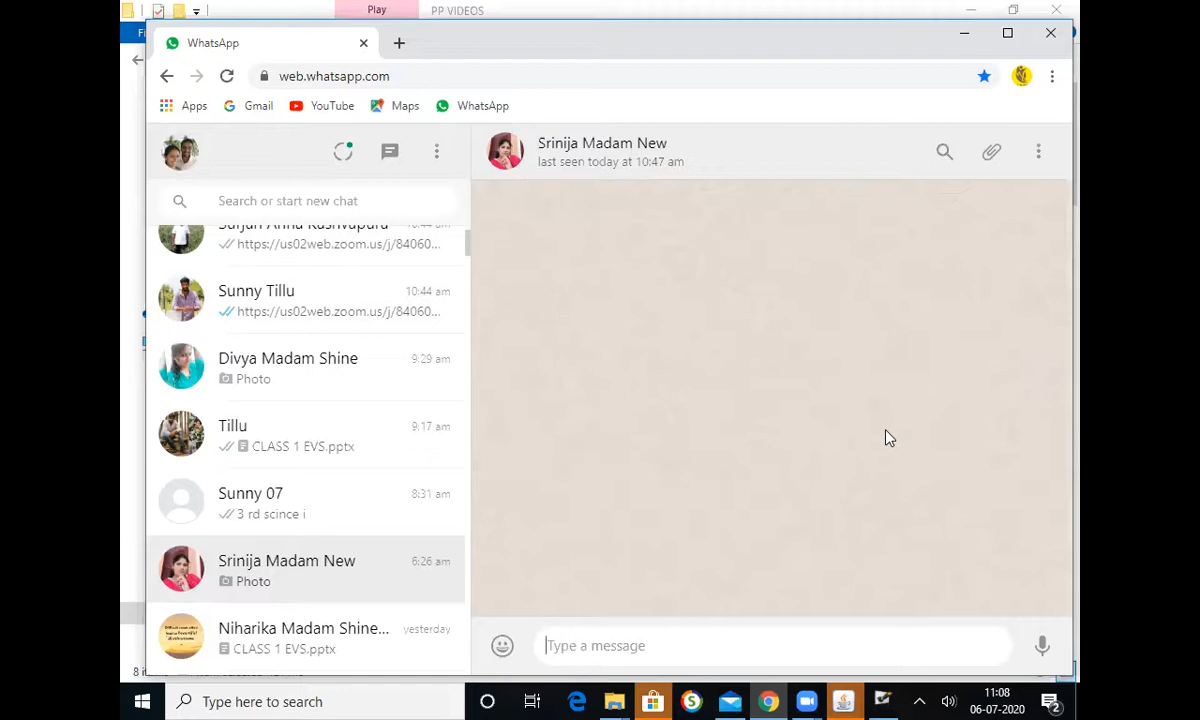 Play
PP VIDEOS
WhatsApp
web.whatsapp.com
Apps
Gmail
YouTube
Maps
WhatsApp
Srinija Madam New
last seen today at 10:47 am
Search or start new chat
10:44 am
https://us02web.zoom.us/j/84060...
Sunny Tillu
10:44 am
https://us02web.zoom.us/j/84060...
Divya Madam Shine
9:29 am
Photo
Tillu
9:17 am
CLASS 1 EVS.pptx
Sunny 07
8:31 am
3 rd scince i
Srinija Madam New
6:26 am
Photo
Niharika Madam Shine...
yesterday
CLASS 1 EVS.pptx
Type a message
Type here to search
11:08
06-07-2020
2